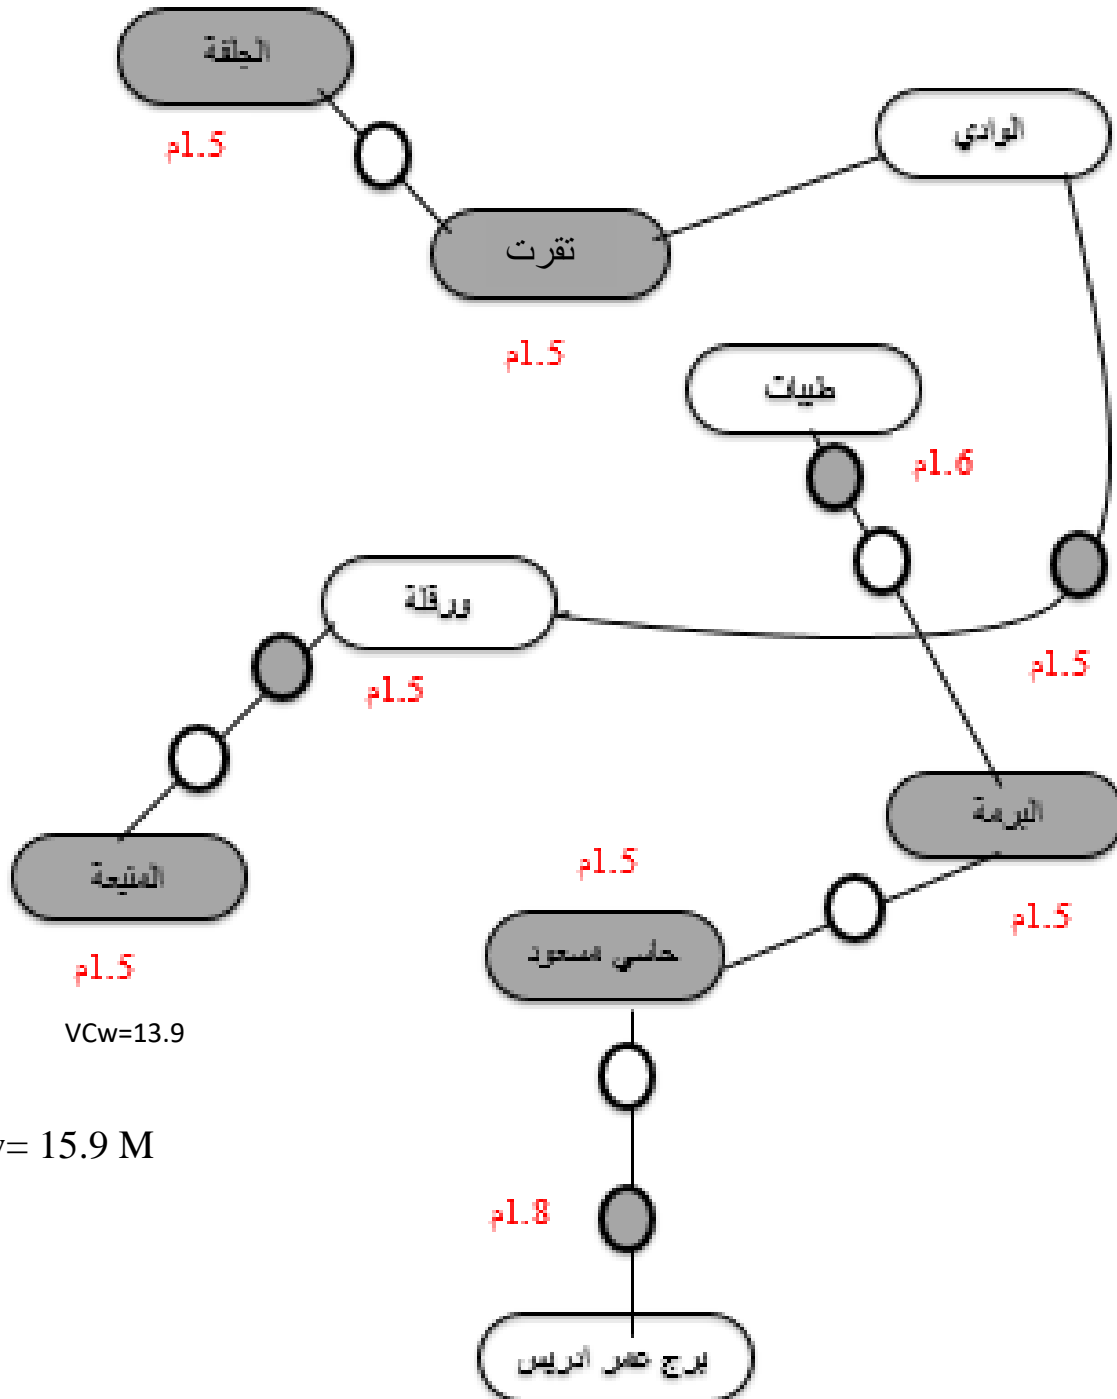 الجلفة
1.5م
الوادي
تقرت
1.5م
طيبات
1.6م
ورقلة
1.5م
1.5م
المنيعة
1.5م
البرمة
1.5م
1.5م
حاسي مسعود
VCw=13.9
= 15.9 M
1.8م
برج عمر ادريس